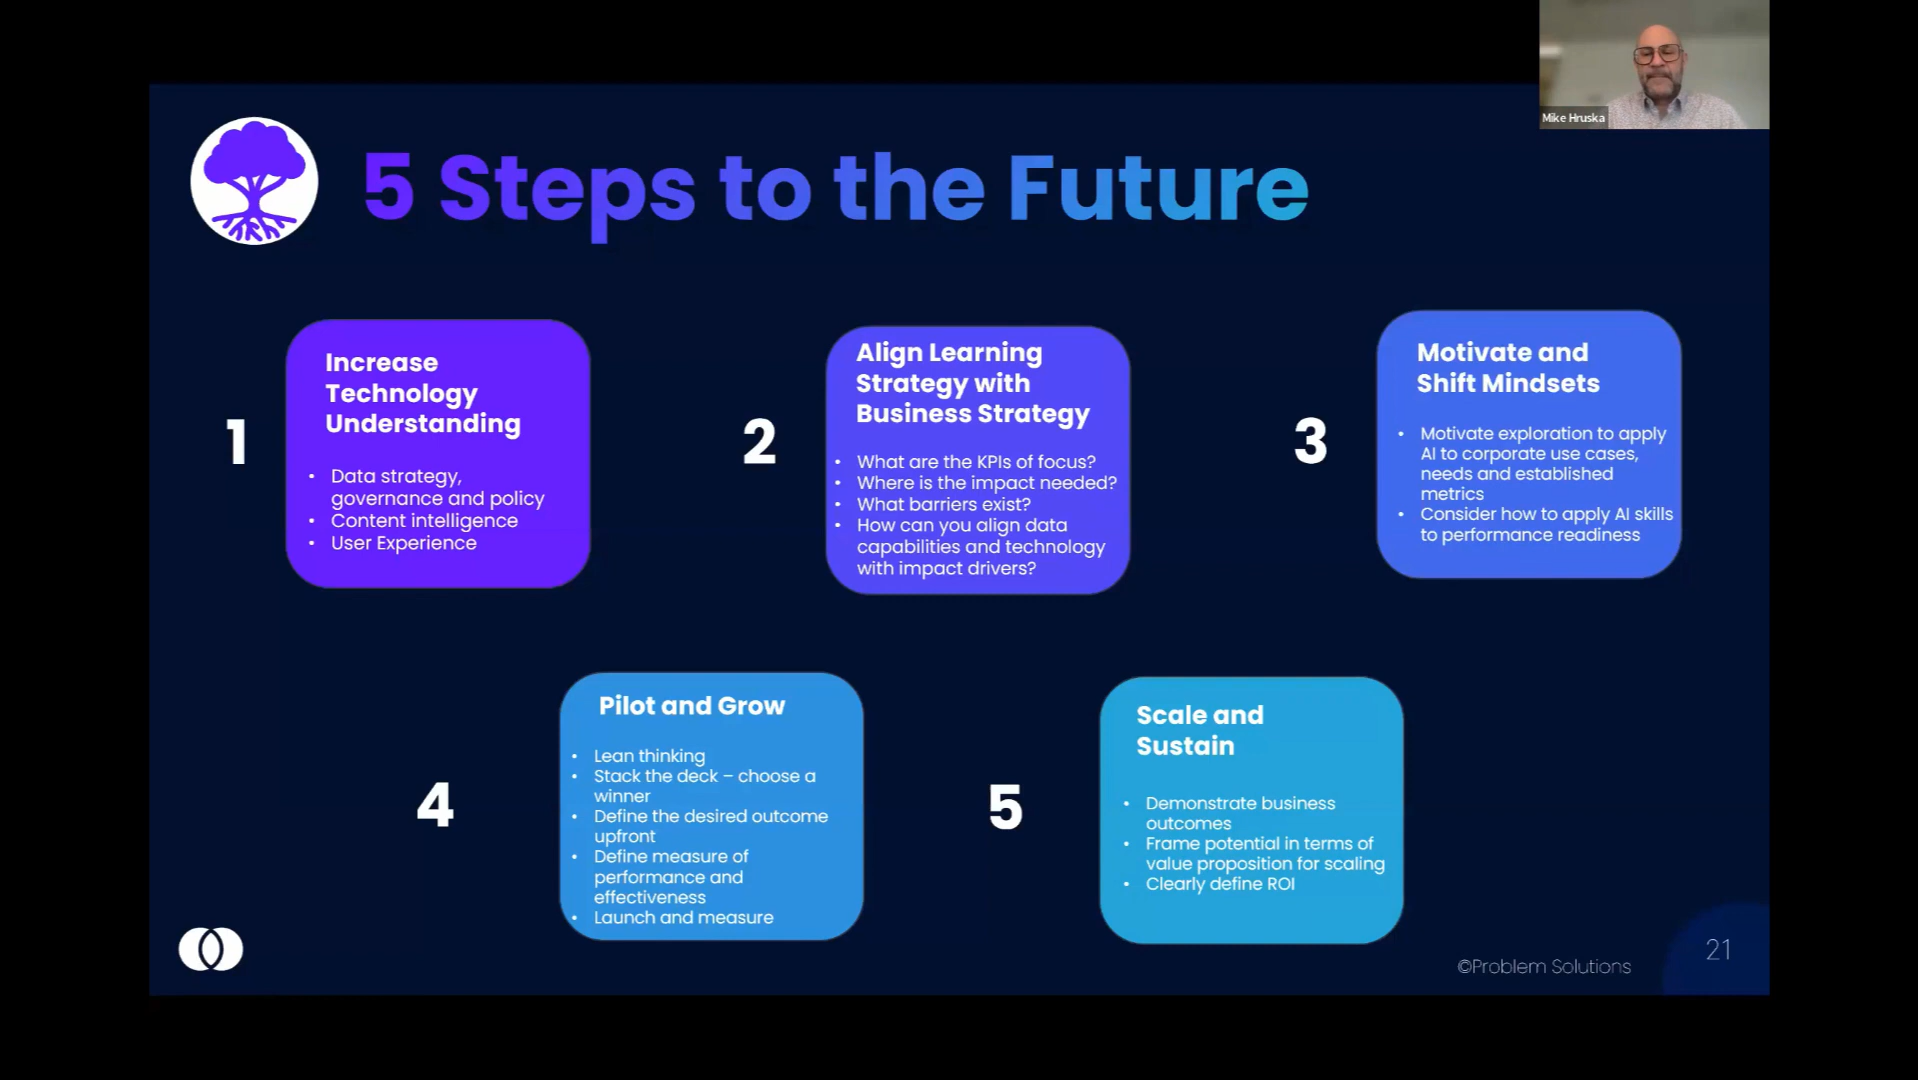 Mike Hruska
5 Steps to the Future
1
Increase
Technology
Understanding
• Data strategy,
governance and policy
• Content intelligence
• User Experience
2
Align Learning
Strategy with
Business Strategy
• What are the KPIs of focus?
• Where is the impact needed?
• What barriers exist?
• How can you align data
capabilities and technology
with impact drivers?
3
Motivate and
Shift Mindsets
• Motivate exploration to apply
AI to corporate use cases,
needs and established
metrics
• Consider how to apply AI skills
to performance readiness
4
Pilot and Grow
• Lean thinking
• Stack the deck – choose a
winner
• Define the desired outcome
upfront
• Define measure of
performance and
effectiveness
• Launch and measure
5
Scale and
Sustain
• Demonstrate business
outcomes
• Frame potential in terms of
value proposition for scaling
• Clearly define ROI
©Problem Solutions
21